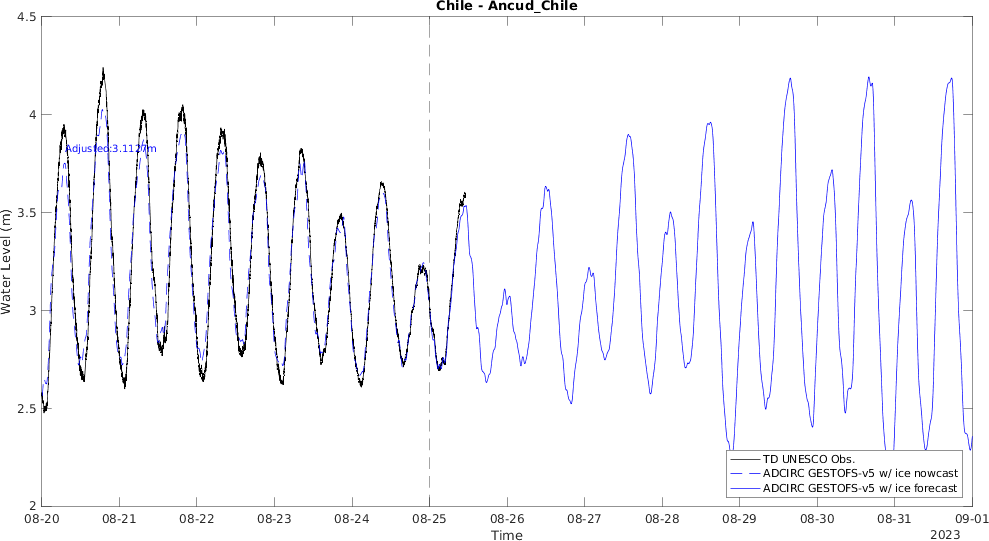 Chile - Ancud_Chile
4.5
4
3.5
3
2.5
2
Water Level (m)
Adjusted:3.1127m
TD UNESCO Obs.
ADCIRC GESTOFS-v5 w/ ice nowcast
ADCIRC GESTOFS-v5 w/ ice forecast
08-20 08-21 08-22 08-23 08-24 08-25 08-26 08-27 08-28 08-29 08-30 08-31 09-01
Time
2023